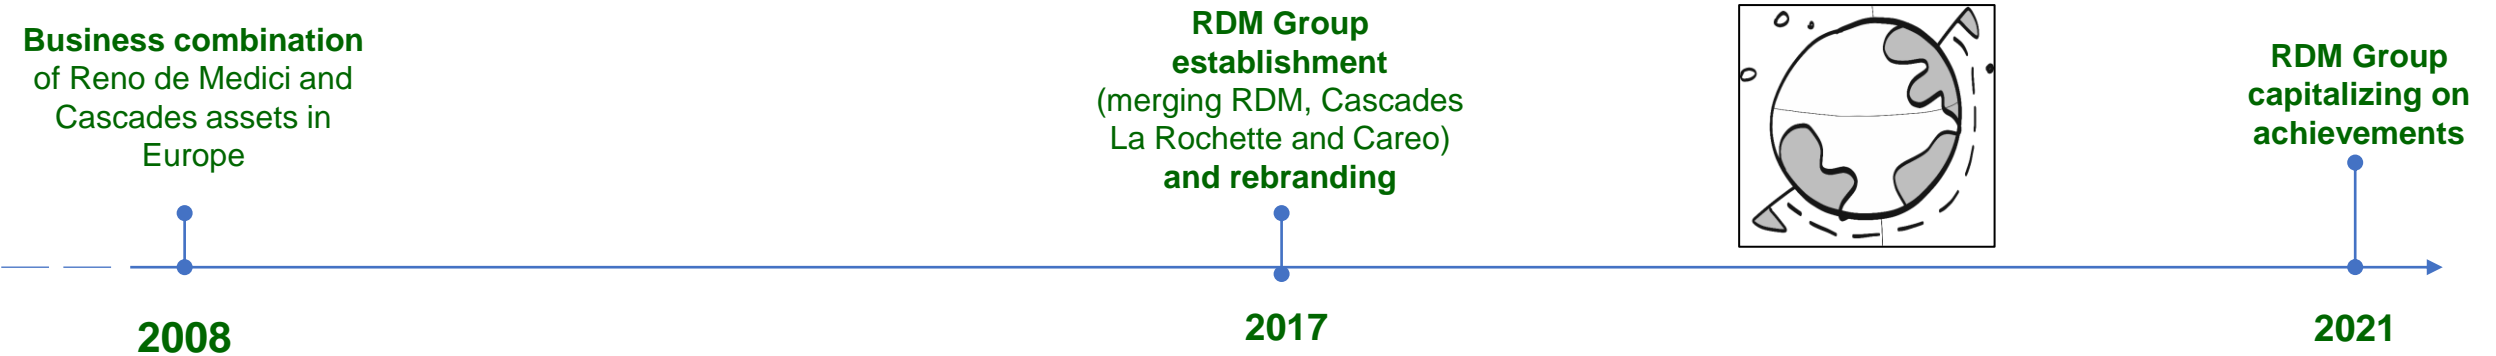 Business combination
of Reno de Medici and
Cascades assets in
Europe
2008
RDM Group
establishment
(merging RDM, Cascades
La Rochette and Careo)
and rebranding
2017
RDM Group
capitalizing on
achievements
2021